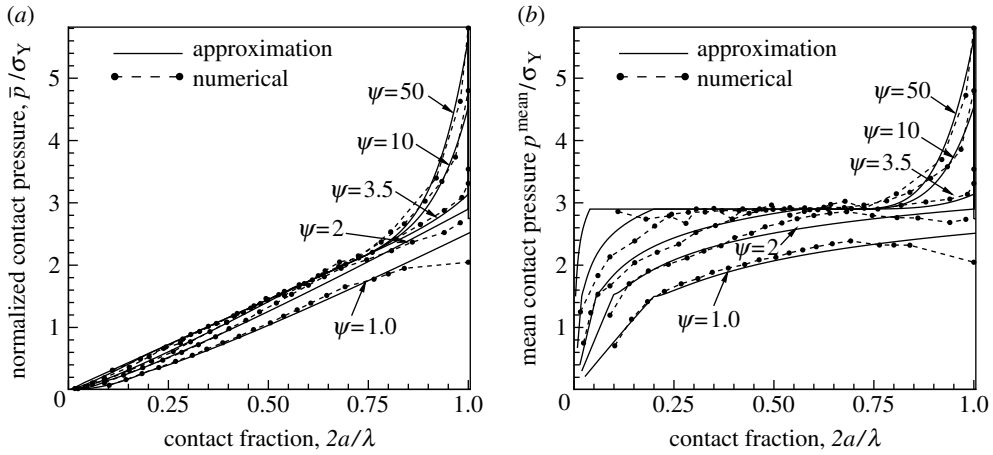 (a)
normalized contact pressure, p̄/σY
5
4
3
2
1
0
0.25
0.50
0.75
1.0
contact fraction, 2a/λ
approximation
numerical
ψ=50
ψ=10
ψ=3.5
ψ=2
ψ=1.0
(b)
mean contact pressure p^mean/σY
5
4
3
2
1
0
0.25
0.50
0.75
1.0
contact fraction, 2a/λ
approximation
numerical
ψ=50
ψ=10
ψ=3.5
ψ=2
ψ=1.0